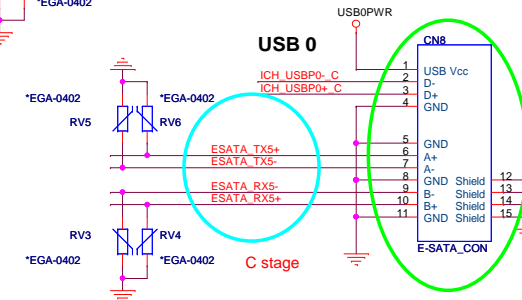 *EGA-0402
USB0PWR
USB 0
CN8
1 USB Vcc
ICH_USBP0-_C 2 D-
ICH_USBP0+_C 3 D+
4 GND
*EGA-0402 *EGA-0402
RV5 RV6
5 GND
ESATA_TX5+ 6 A+
ESATA_TX5- 7 A-
8 GND Shield 12
ESATA_RX5- 9 B- Shield 13
ESATA_RX5+ 10 B+ Shield 14
11 GND Shield 15
RV3 RV4
E-SATA_CON
*EGA-0402 *EGA-0402
C stage